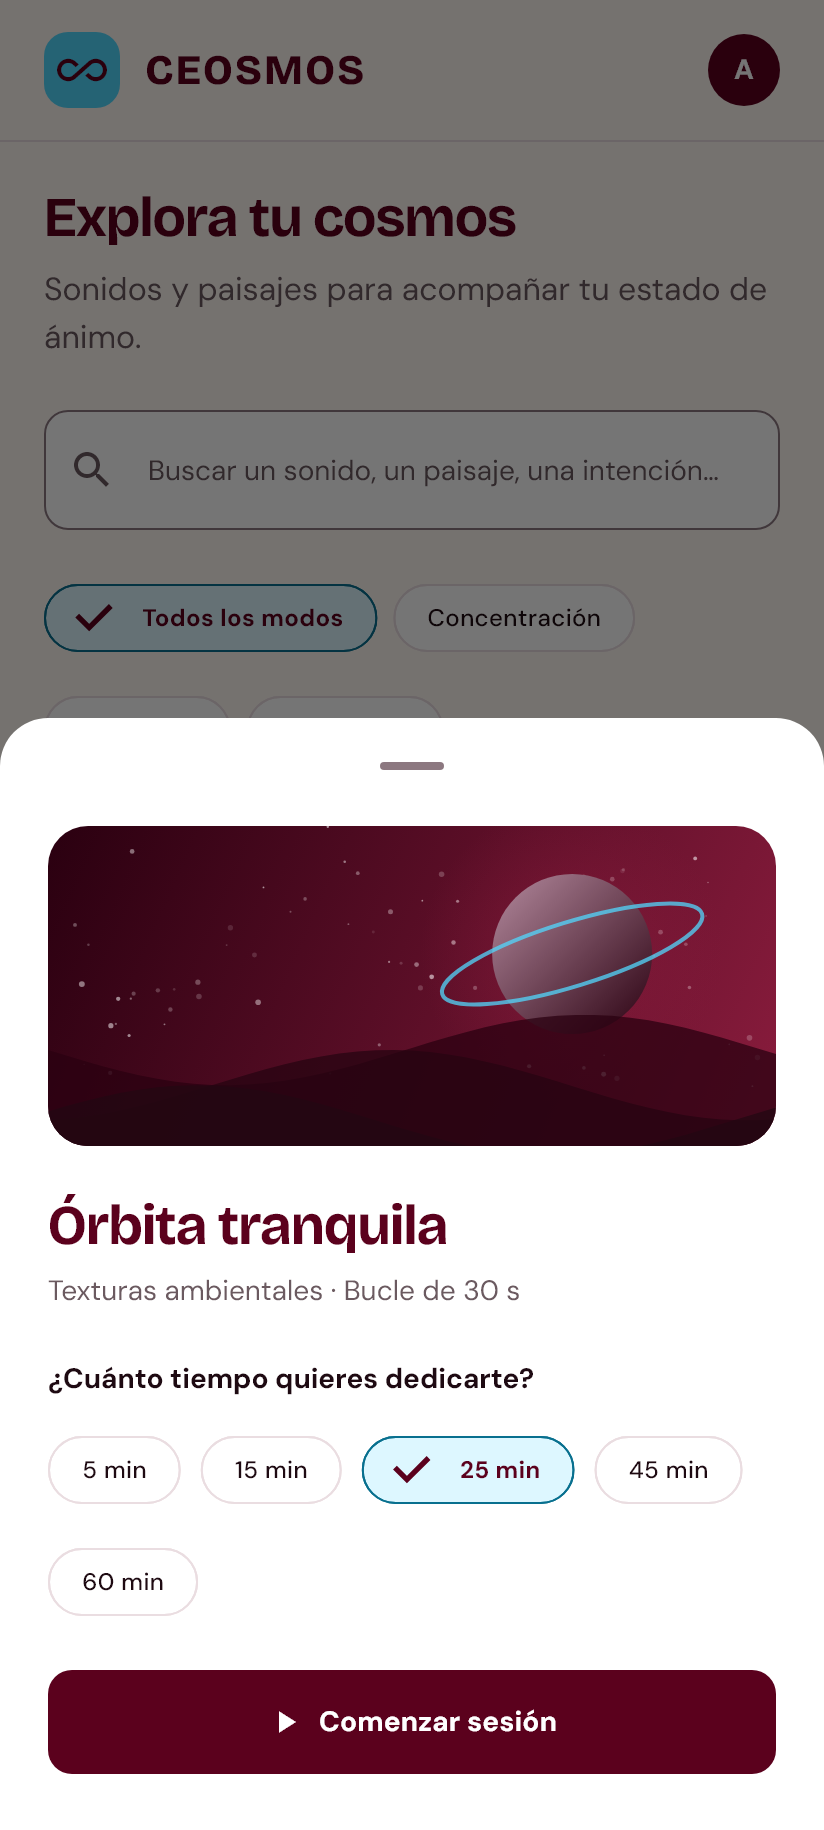 CEOSMOS
A
Explora tu cosmos
Sonidos y paisajes para acompañar tu estado de
ánimo.
Buscar un sonido, un paisaje, una intención...
Todos los modos
Concentración
Órbita tranquila
Texturas ambientales · Bucle de 30 s
¿Cuánto tiempo quieres dedicarte?
5 min
15 min
25 min
45 min
60 min
Comenzar sesión